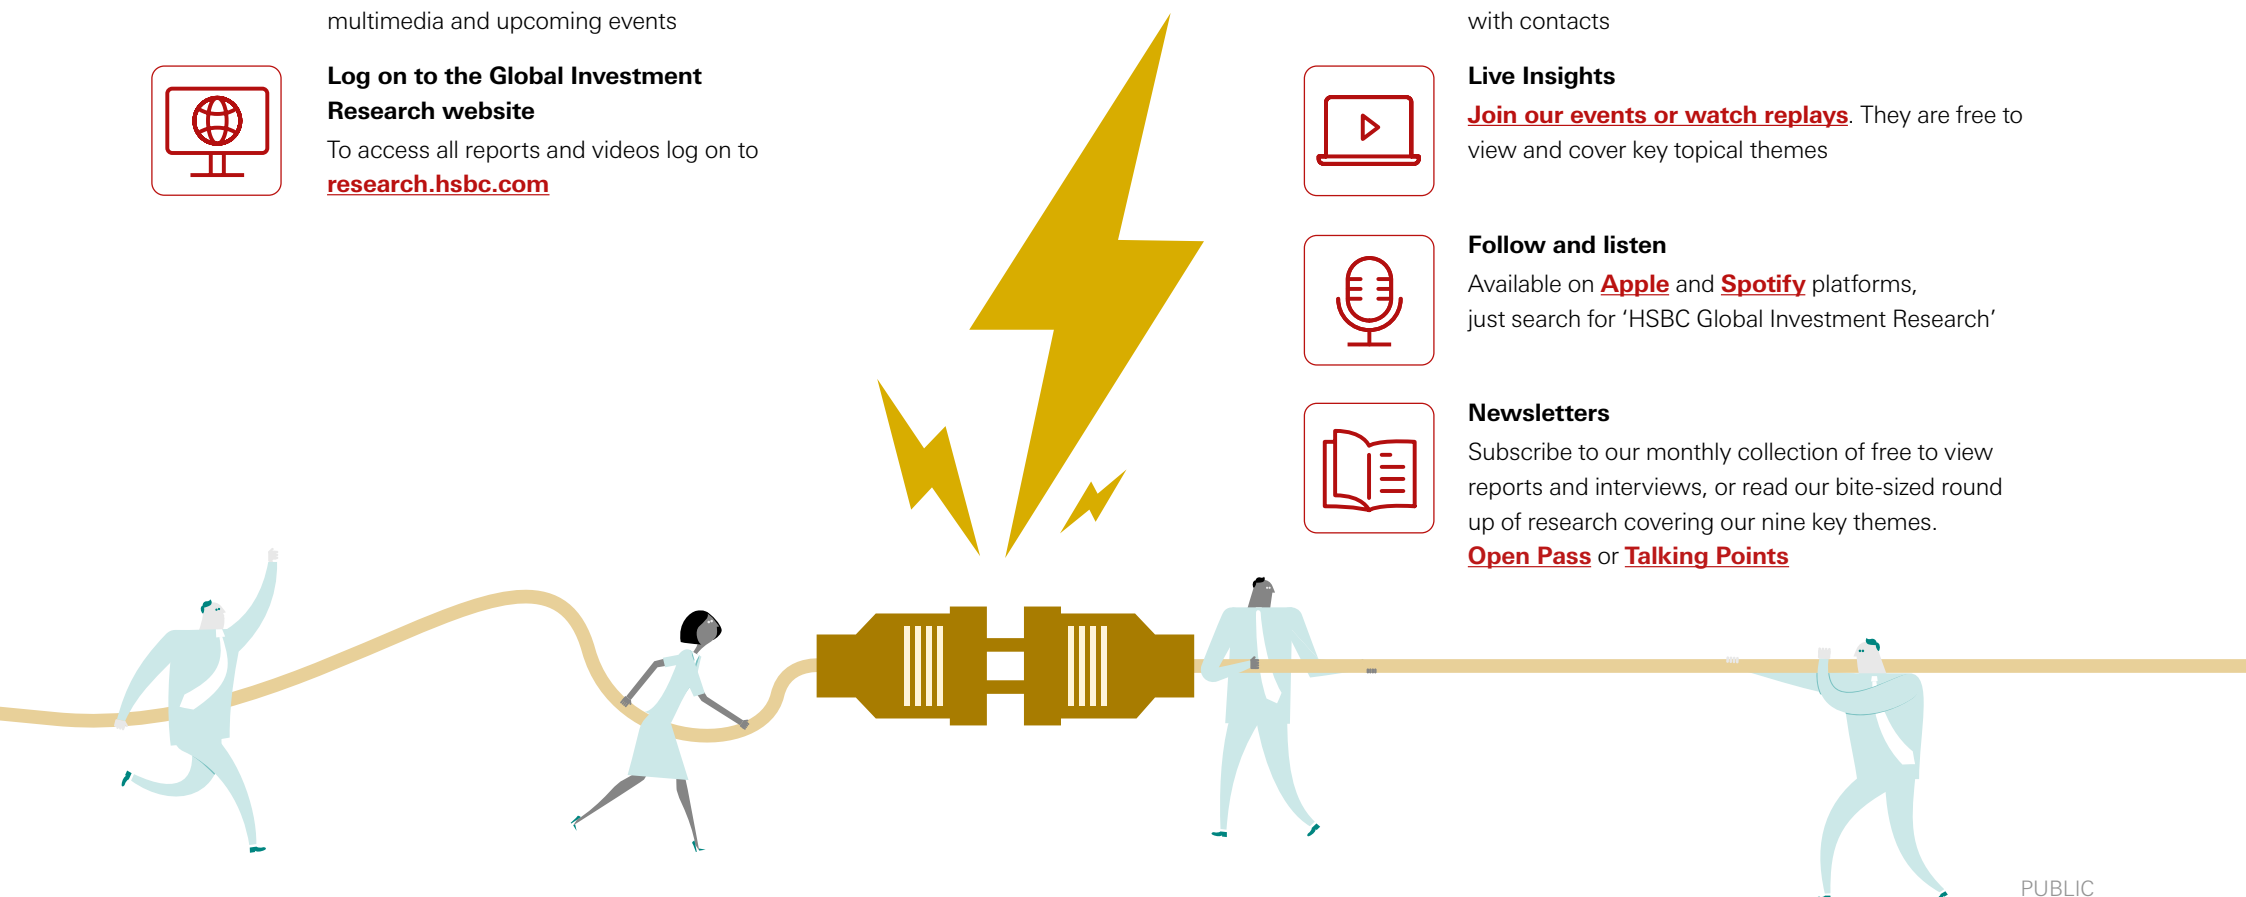 multimedia and upcoming events
Log on to the Global Investment
Research website
To access all reports and videos log on to
research.hsbc.com
with contacts
Live Insights
Join our events or watch replays. They are free to
view and cover key topical themes
Follow and listen
Available on Apple and Spotify platforms,
just search for ‘HSBC Global Investment Research’
Newsletters
Subscribe to our monthly collection of free to view
reports and interviews, or read our bite-sized round
up of research covering our nine key themes.
Open Pass or Talking Points
PUBLIC